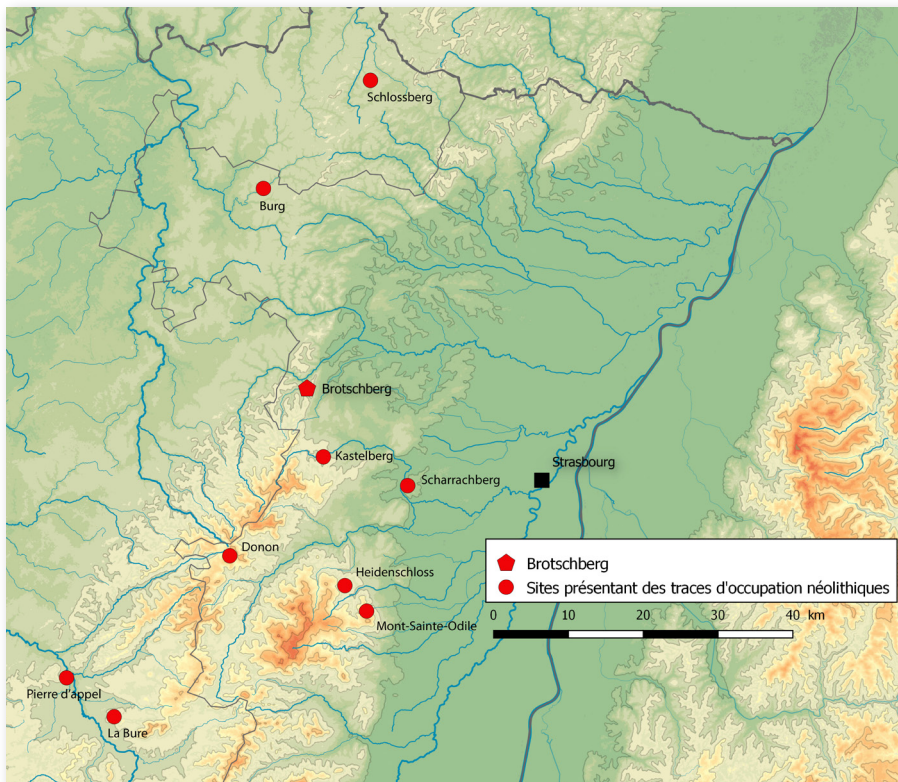 Schlossberg
Burg
Brotschberg
Kastelberg
Strasbourg
Scharrachberg
Donon
Heidenschloss
Mont-Sainte-Odile
Pierre d'appel
La Bure
Brotschberg
Sites présentant des traces d'occupation néolithiques
0 10 20 30 40 km